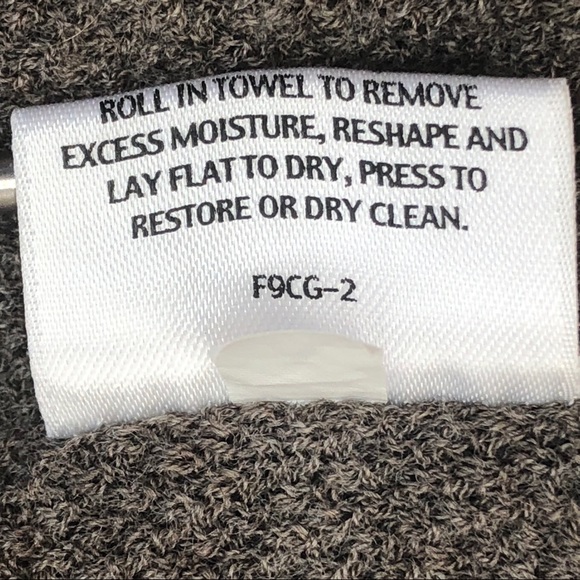 ROLL IN TOWEL TO REMOVE
EXCESS MOISTURE, RESHAPE AND
LAY FLAT TO DRY, PRESS TO
RESTORE OR DRY CLEAN.
F9CG-2